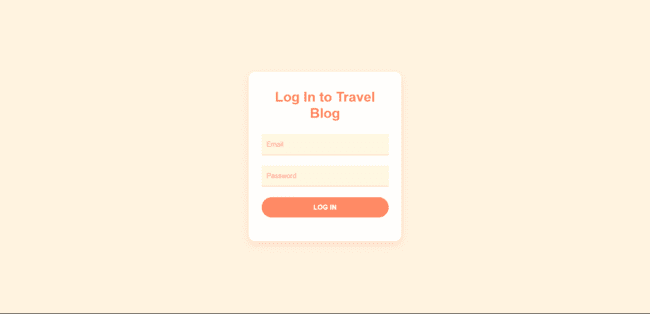 Log In to Travel
Blog
Email
Password
LOG IN